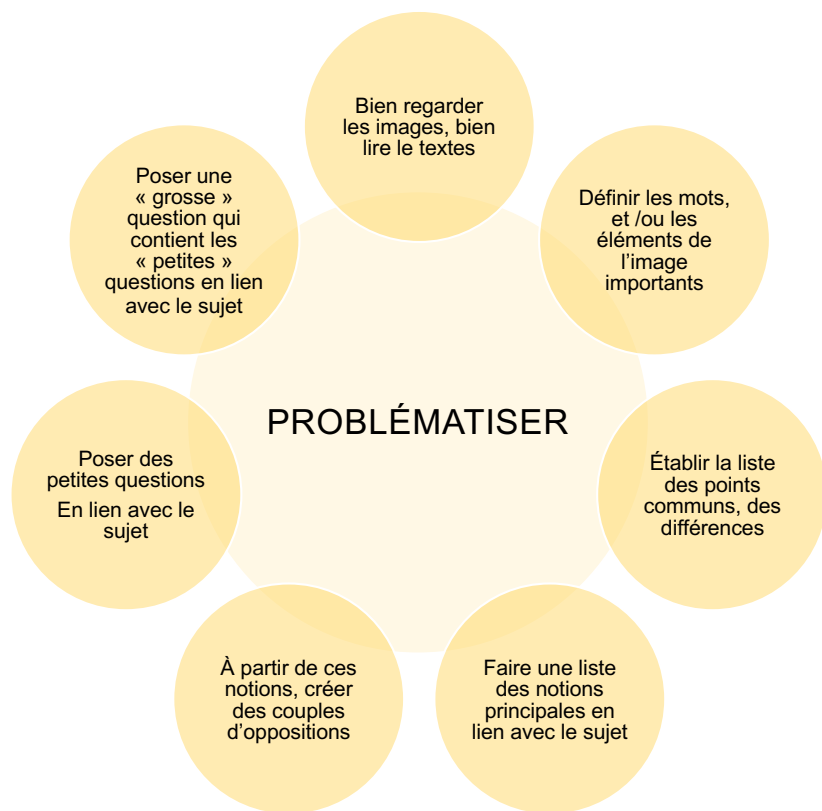 Bien regarder
les images, bien
lire le textes
Définir les mots,
et /ou les
éléments de
l’image
importants
Établir la liste
des points
communs, des
différences
Faire une liste
des notions
principales en
lien avec le sujet
À partir de ces
notions, créer
des couples
d’oppositions
Poser des
petites questions
En lien avec le
sujet
Poser une
« grosse »
question qui
contient les
« petites »
questions en lien
avec le sujet
PROBLÉMATISER